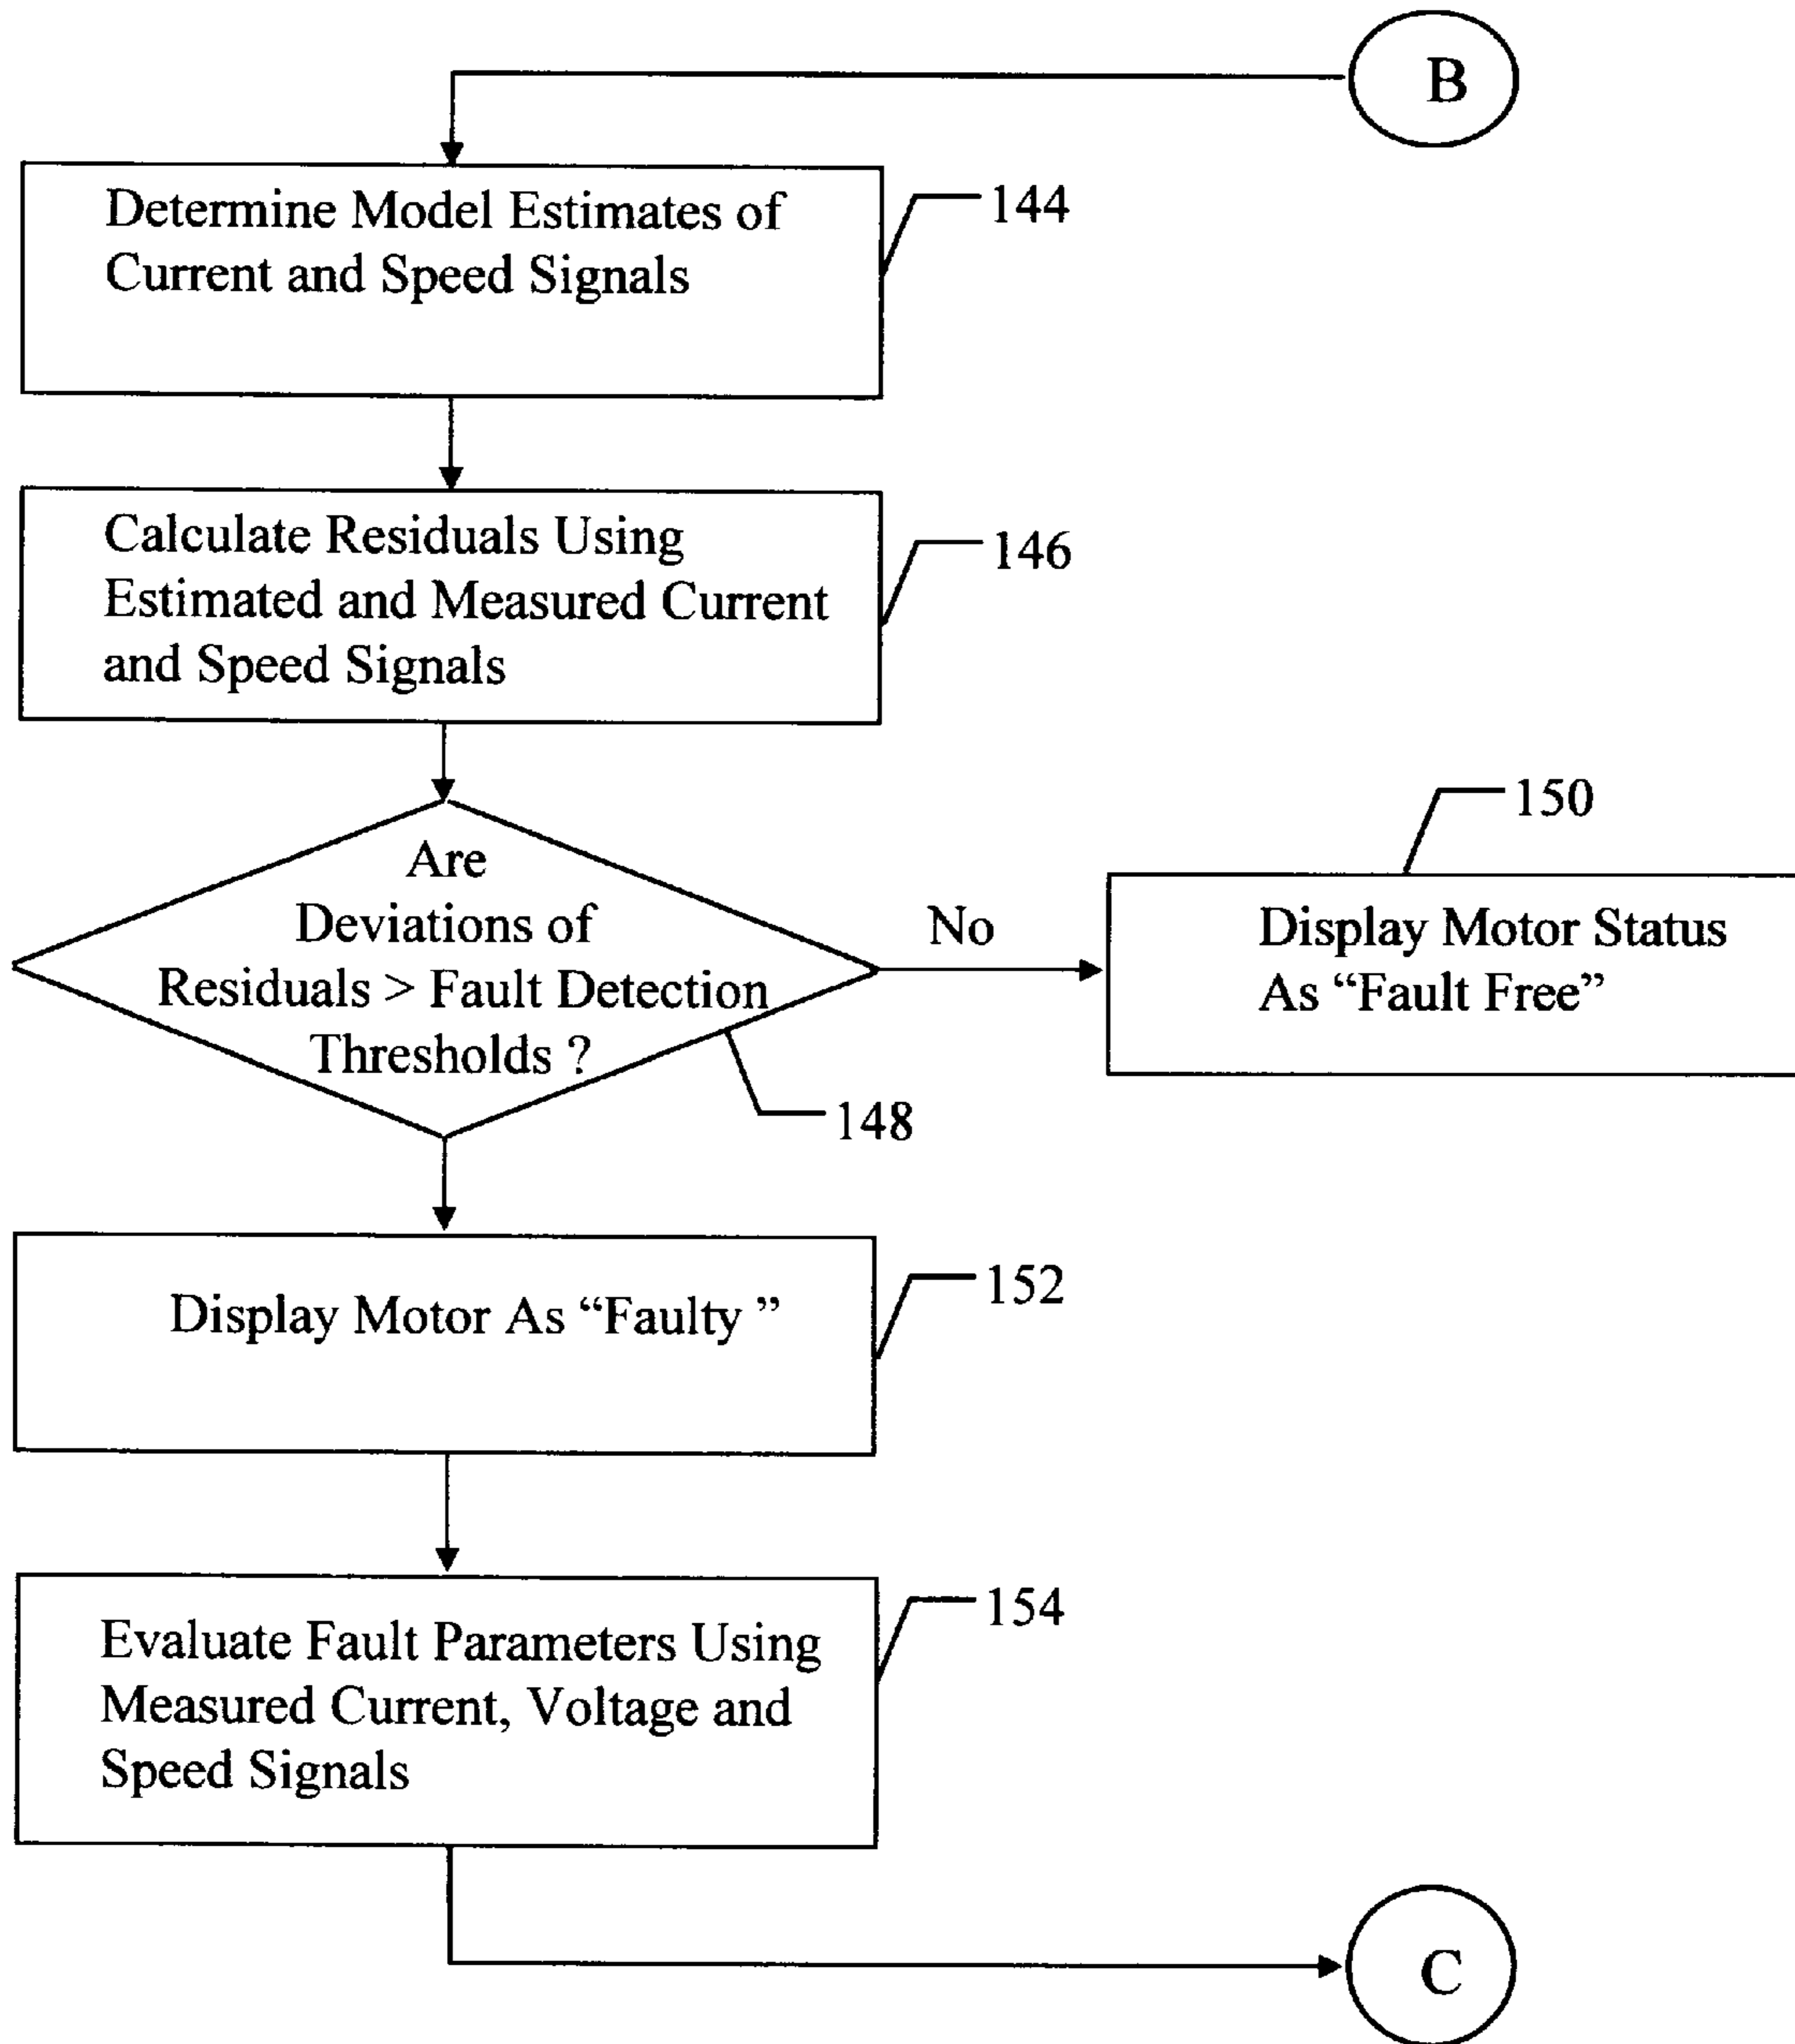 B
Determine Model Estimates of
Current and Speed Signals
144
Calculate Residuals Using
Estimated and Measured Current
and Speed Signals
146
Are
Deviations of
Residuals > Fault Detection
Thresholds ?
148
No
150
Display Motor Status
As “Fault Free”
Display Motor As “Faulty ”
152
Evaluate Fault Parameters Using
Measured Current, Voltage and
Speed Signals
154
C